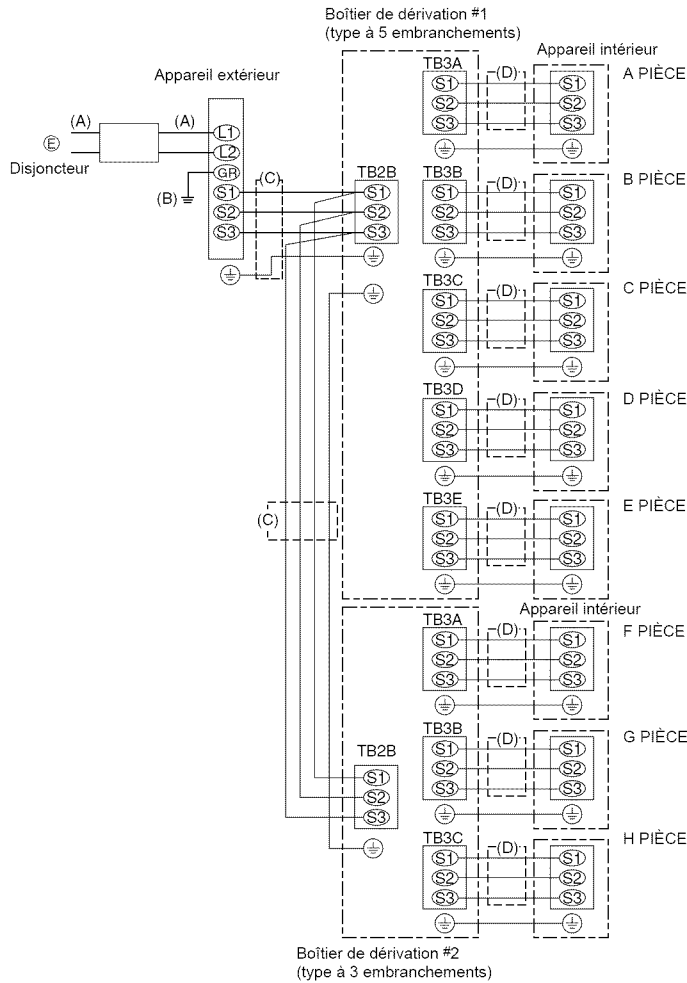 Boîtier de dérivation #1
(type à 5 embranchements)
Appareil intérieur
Appareil extérieur
TB3A
(D)
A PIÈCE
S1
S1
S2
S2
S3
S3
(A)
(A)
L1
E
L2
Disjoncteur
GR
(B)
(C)
S1
S2
S3
TB2B
S1
S2
S3
TB3B
(D)
B PIÈCE
S1
S1
S2
S2
S3
S3
TB3C
(D)
C PIÈCE
S1
S1
S2
S2
S3
S3
TB3D
(D)
D PIÈCE
S1
S1
S2
S2
S3
S3
(C)
TB3E
(D)
E PIÈCE
S1
S1
S2
S2
S3
S3
Appareil intérieur
TB3A
(D)
F PIÈCE
S1
S1
S2
S2
S3
S3
TB3B
(D)
G PIÈCE
S1
S1
S2
S2
S3
S3
TB2B
S1
S2
S3
TB3C
(D)
H PIÈCE
S1
S1
S2
S2
S3
S3
Boîtier de dérivation #2
(type à 3 embranchements)